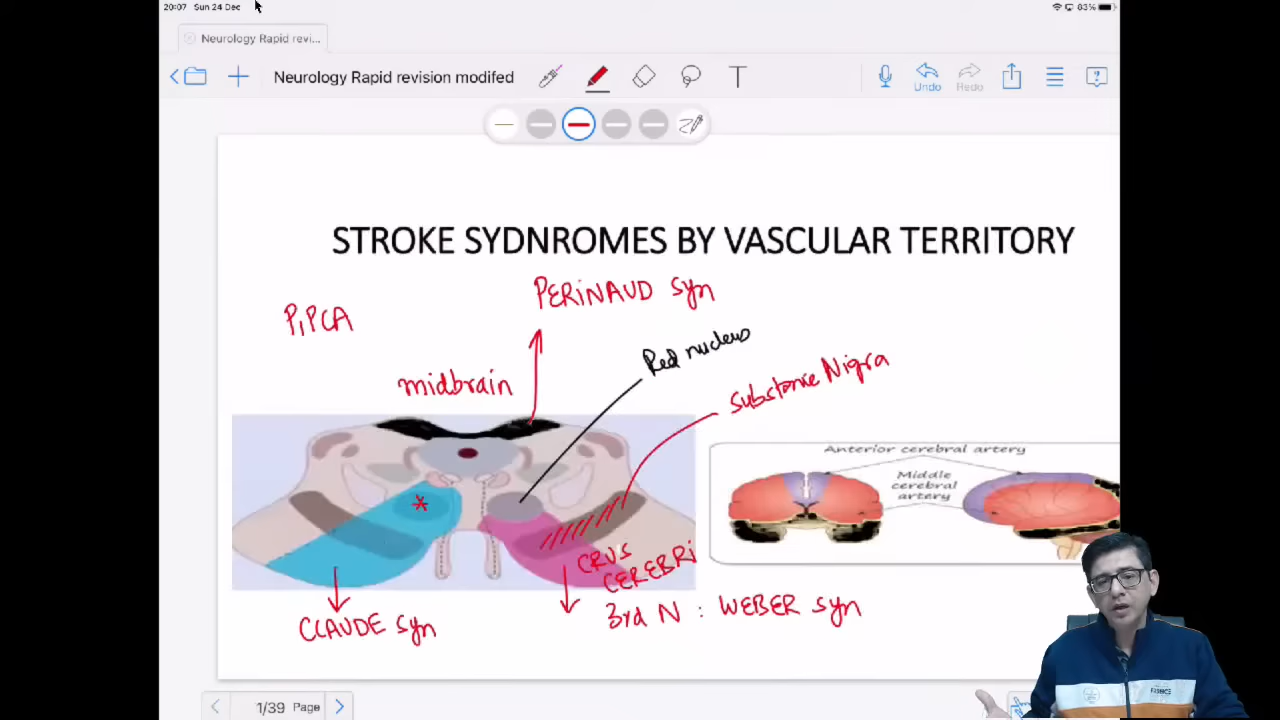 20:07 Sun 24 Dec
83%
Neurology Rapid revi...
Neurology Rapid revision modifed
T
Undo
Redo
STROKE SYDNROMES BY VASCULAR TERRITORY
PERiNAUD syn
P1PCA
Red nucleus
midbrain
Substance Nigra
Anterior cerebral artery
Middle
cerebral
artery
*
CRUS
CEREBRi
3rd N : WEBER syn
CLAUDE syn
1/39 Page